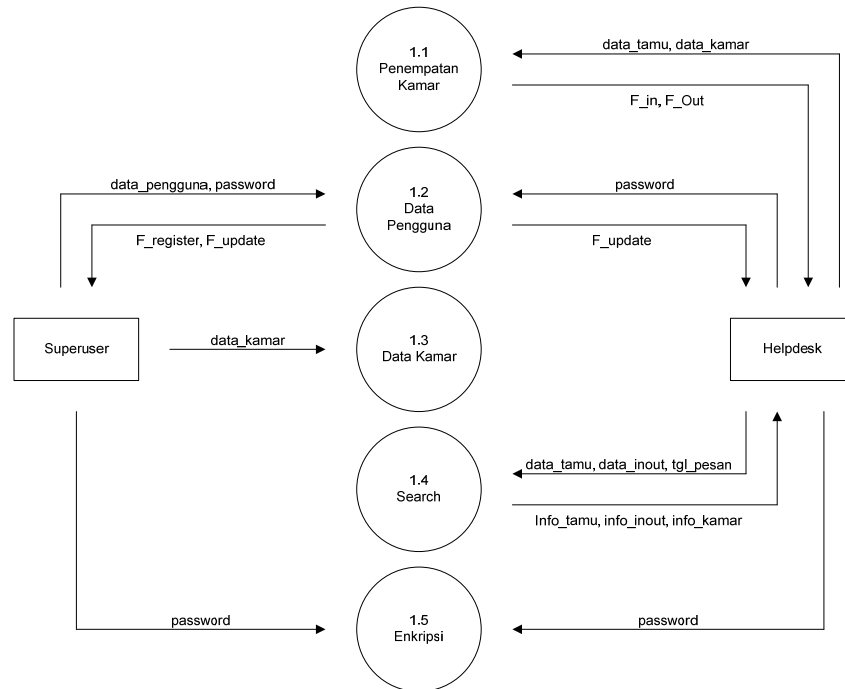 1.1
Penempatan
Kamar
data_tamu, data_kamar
F_in, F_Out
data_pengguna, password
1.2
Data
Pengguna
password
F_register, F_update
F_update
Superuser
data_kamar
1.3
Data Kamar
Helpdesk
1.4
Search
data_tamu, data_inout, tgl_pesan
Info_tamu, info_inout, info_kamar
password
1.5
Enkripsi
password